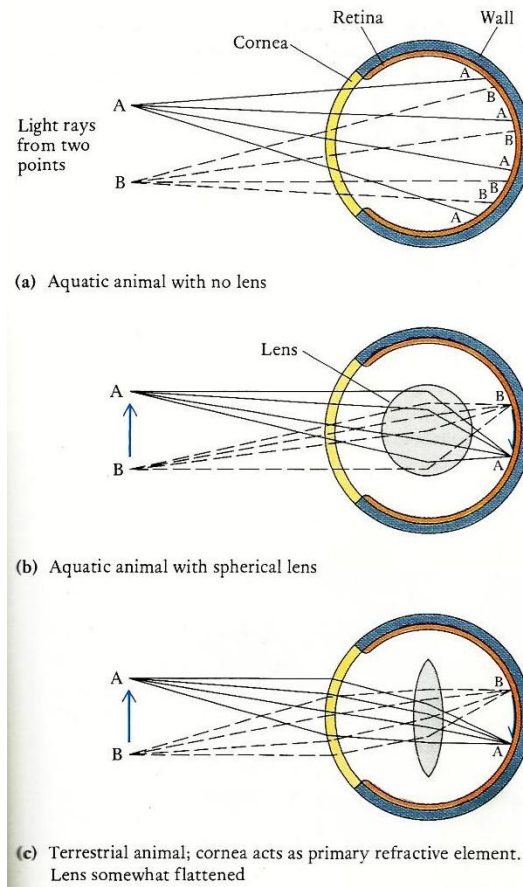 Retina
Wall
Cornea
A
Light rays
from two
points
B
A
B
A
B
A
B
B
A
(a) Aquatic animal with no lens
Lens
A
B
B
A
(b) Aquatic animal with spherical lens
A
B
B
A
(c) Terrestrial animal; cornea acts as primary refractive element.
Lens somewhat flattened